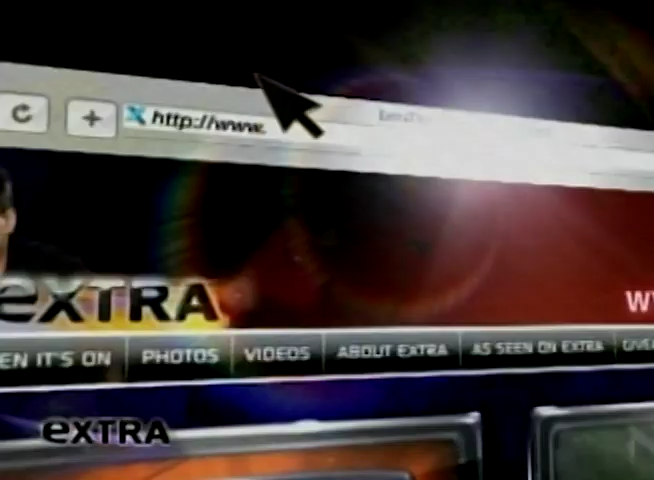 http://www.
eXTRA
EN IT'S ON PHOTOS VIDEOS ABOUT EXTRA AS SEEN ON EXTRA
eXTRA